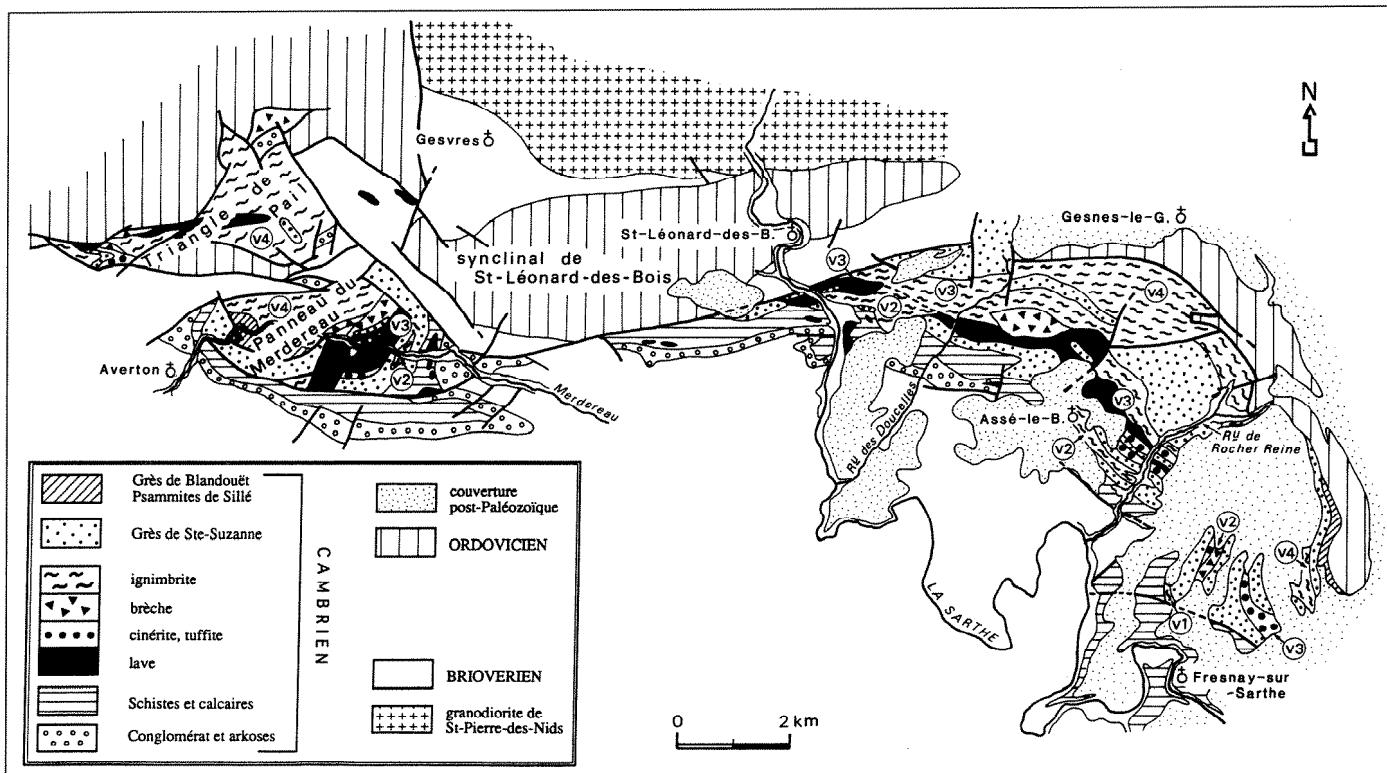 N
Gesvres
Triangle de Pail
v4
synclinal de
St-Léonard-des-Bois
St-Léonard-des-B.
Gesnes-le-G.
v3
v3
v2
v4
v4
Panneau du
Merdereau
v3
v2
Averton
Merdereau
Ru des Doucelles
Assé-le-B.
v3
v2
Ru de
Rocher Reine
v2
v4
v1
v3
LA SARTHE
Fresnay-sur
-Sarthe
Grès de Blandouët
Psammites de Sillé
Grès de Ste-Suzanne
ignimbrite
brèche
cinérite, tuffite
lave
Schistes et calcaires
Conglomérat et arkoses
CAMBRIEN
couverture
post-Paléozoïque
ORDOVICIEN
BRIOVERIEN
granodiorite de
St-Pierre-des-Nids
0 2 km